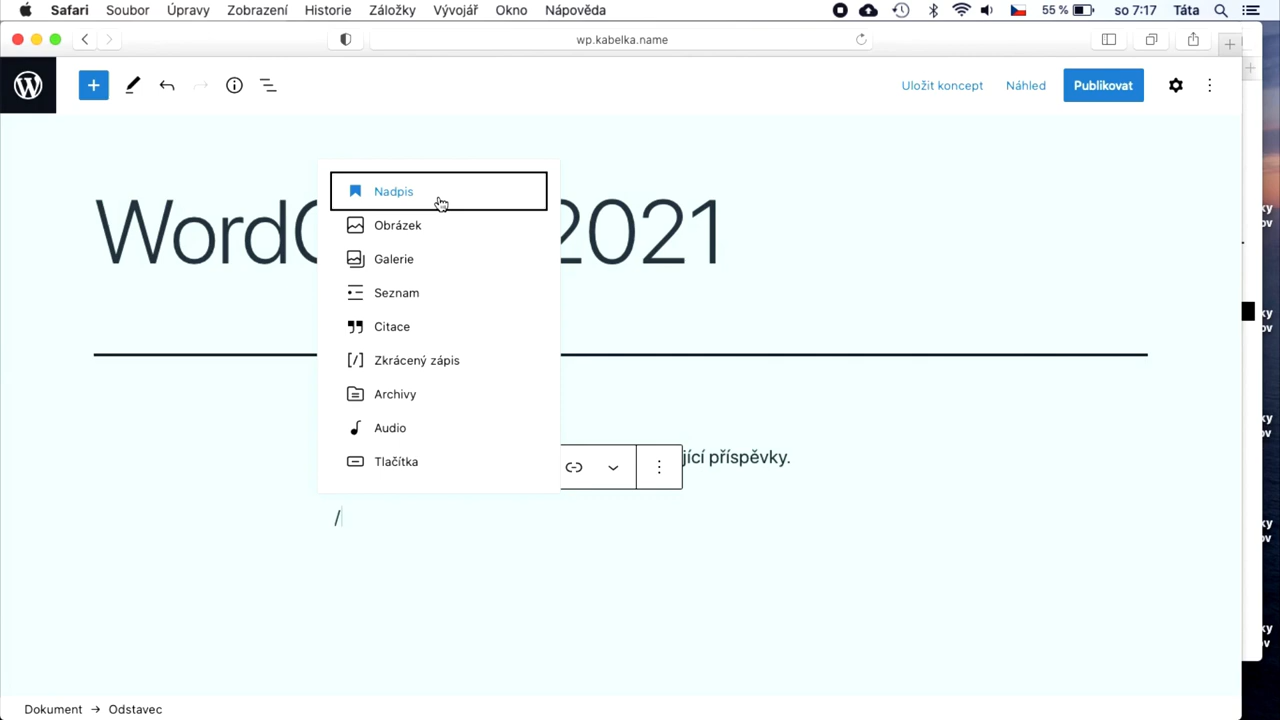 Safari Soubor Úpravy Zobrazení Historie Záložky Vývojář Okno Nápověda 55 % so 7:17 Táta
wp.kabelka.name
Uložit koncept Náhled Publikovat
Nadpis
WordC 2021
Obrázek
Galerie
Seznam
Citace
Zkrácený zápis
Archivy
Audio
jící příspěvky.
Tlačítka
/
Dokument → Odstavec